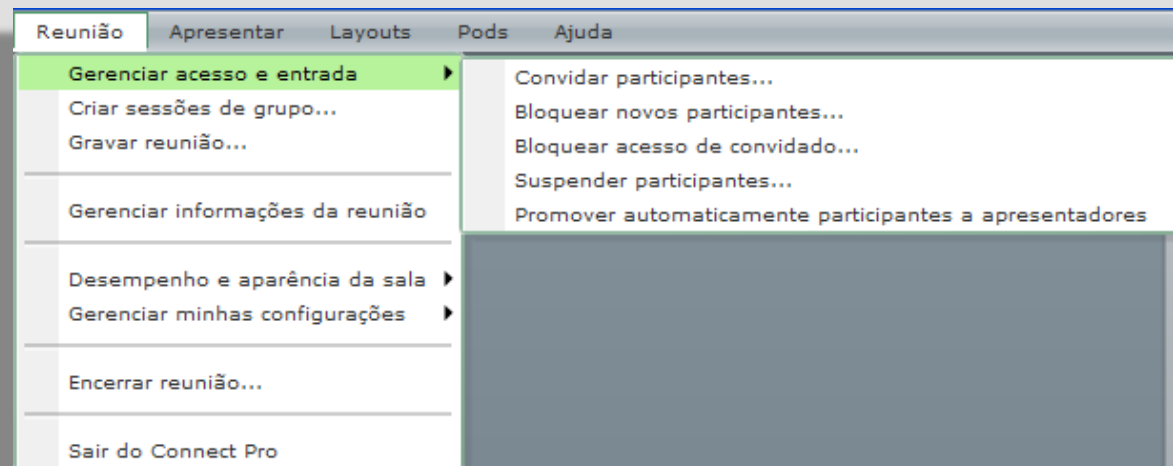 Reunião Apresentar Layouts Pods Ajuda
Gerenciar acesso e entrada
Criar sessões de grupo...
Gravar reunião...
Gerenciar informações da reunião
Desempenho e aparência da sala
Gerenciar minhas configurações
Encerrar reunião...
Sair do Connect Pro
Convidar participantes...
Bloquear novos participantes...
Bloquear acesso de convidado...
Suspender participantes...
Promover automaticamente participantes a apresentadores